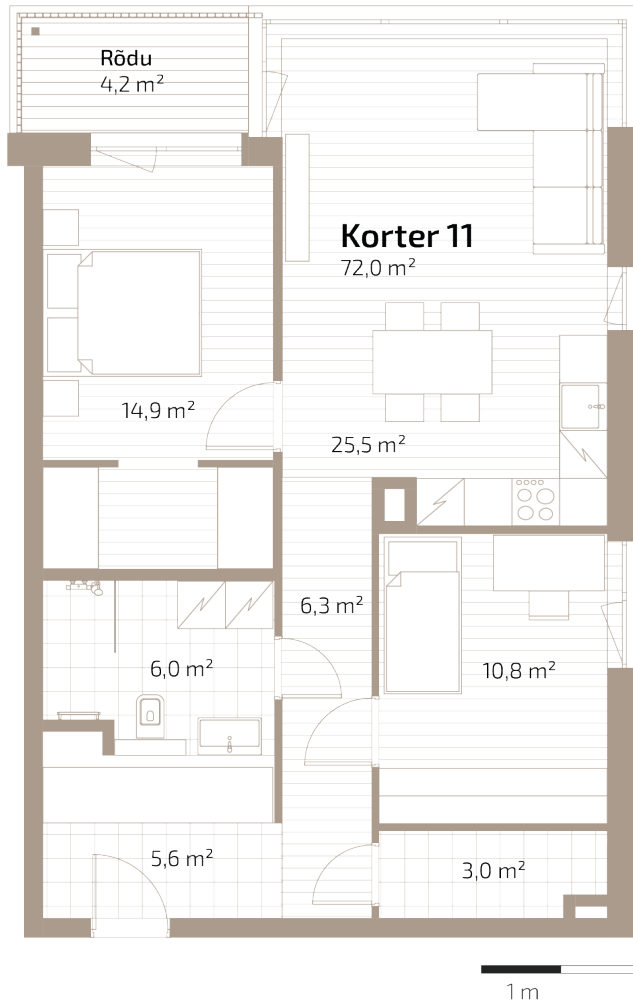 Rõdu
4,2 m²
Korter 11
72,0 m²
14,9 m²
25,5 m²
6,3 m²
6,0 m²
10,8 m²
5,6 m²
3,0 m²
1 m